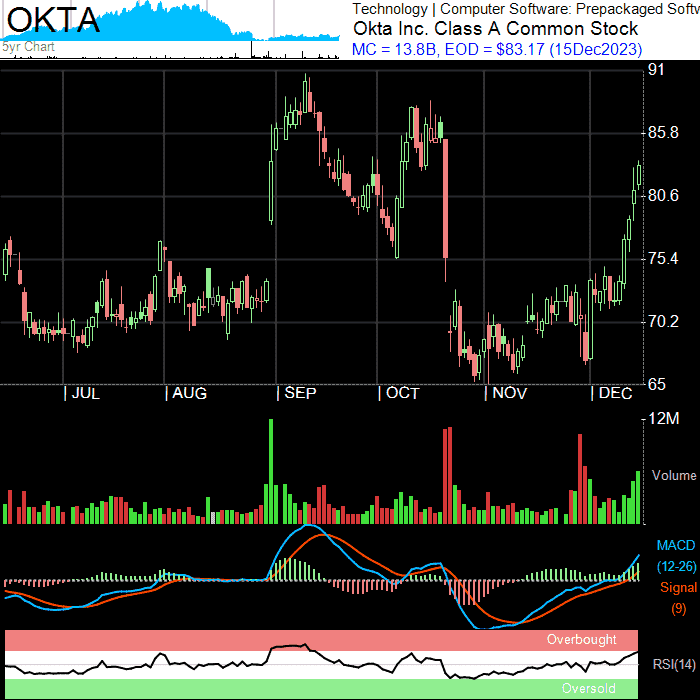 OKTA
5yr Chart
Technology | Computer Software: Prepackaged Softw
Okta Inc. Class A Common Stock
MC = 13.8B, EOD = $83.17 (15Dec2023)
91
85.8
80.6
75.4
70.2
65
| JUL | AUG | SEP | OCT | NOV | DEC
12M
Volume
MACD
(12-26)
Signal
(9)
Overbought
RSI(14)
Oversold